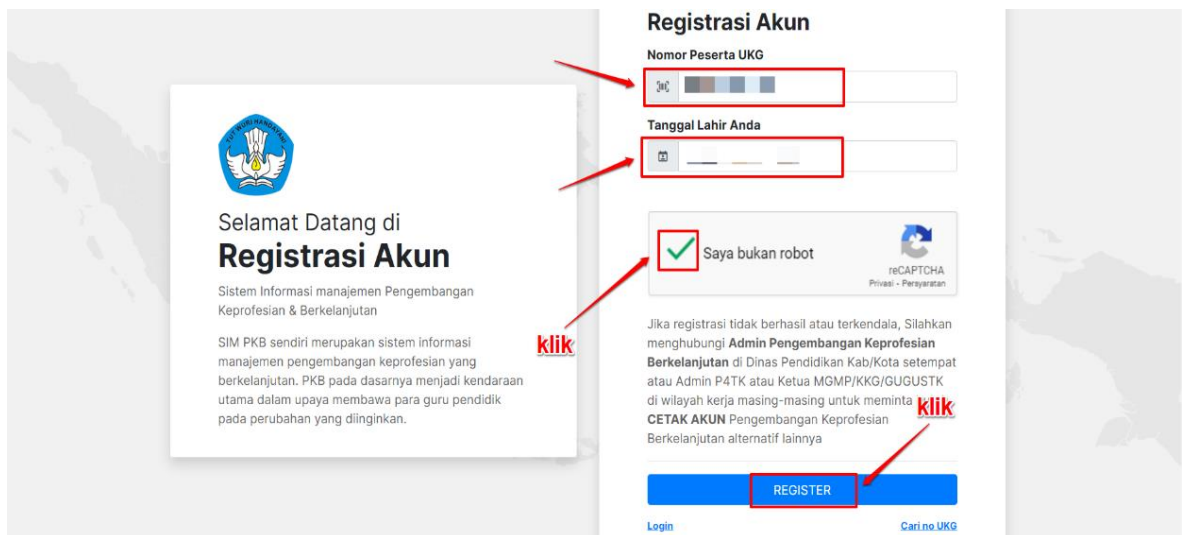 TUT WURI HANDAYANI
Selamat Datang di
Registrasi Akun
Sistem Informasi manajemen Pengembangan
Keprofesian & Berkelanjutan
SIM PKB sendiri merupakan sistem informasi
manajemen pengembangan keprofesian yang
berkelanjutan. PKB pada dasarnya menjadi kendaraan
utama dalam upaya membawa para guru pendidik
pada perubahan yang diinginkan.
Registrasi Akun
Nomor Peserta UKG
Tanggal Lahir Anda
klik
Saya bukan robot
reCAPTCHA
Privasi - Persyaratan
Jika registrasi tidak berhasil atau terkendala, Silahkan
menghubungi Admin Pengembangan Keprofesian
Berkelanjutan di Dinas Pendidikan Kab/Kota setempat
atau Admin P4TK atau Ketua MGMP/KKG/GUGUSTK
di wilayah kerja masing-masing untuk meminta
klik
CETAK AKUN Pengembangan Keprofesian
Berkelanjutan alternatif lainnya
REGISTER
Login
Cari no UKG